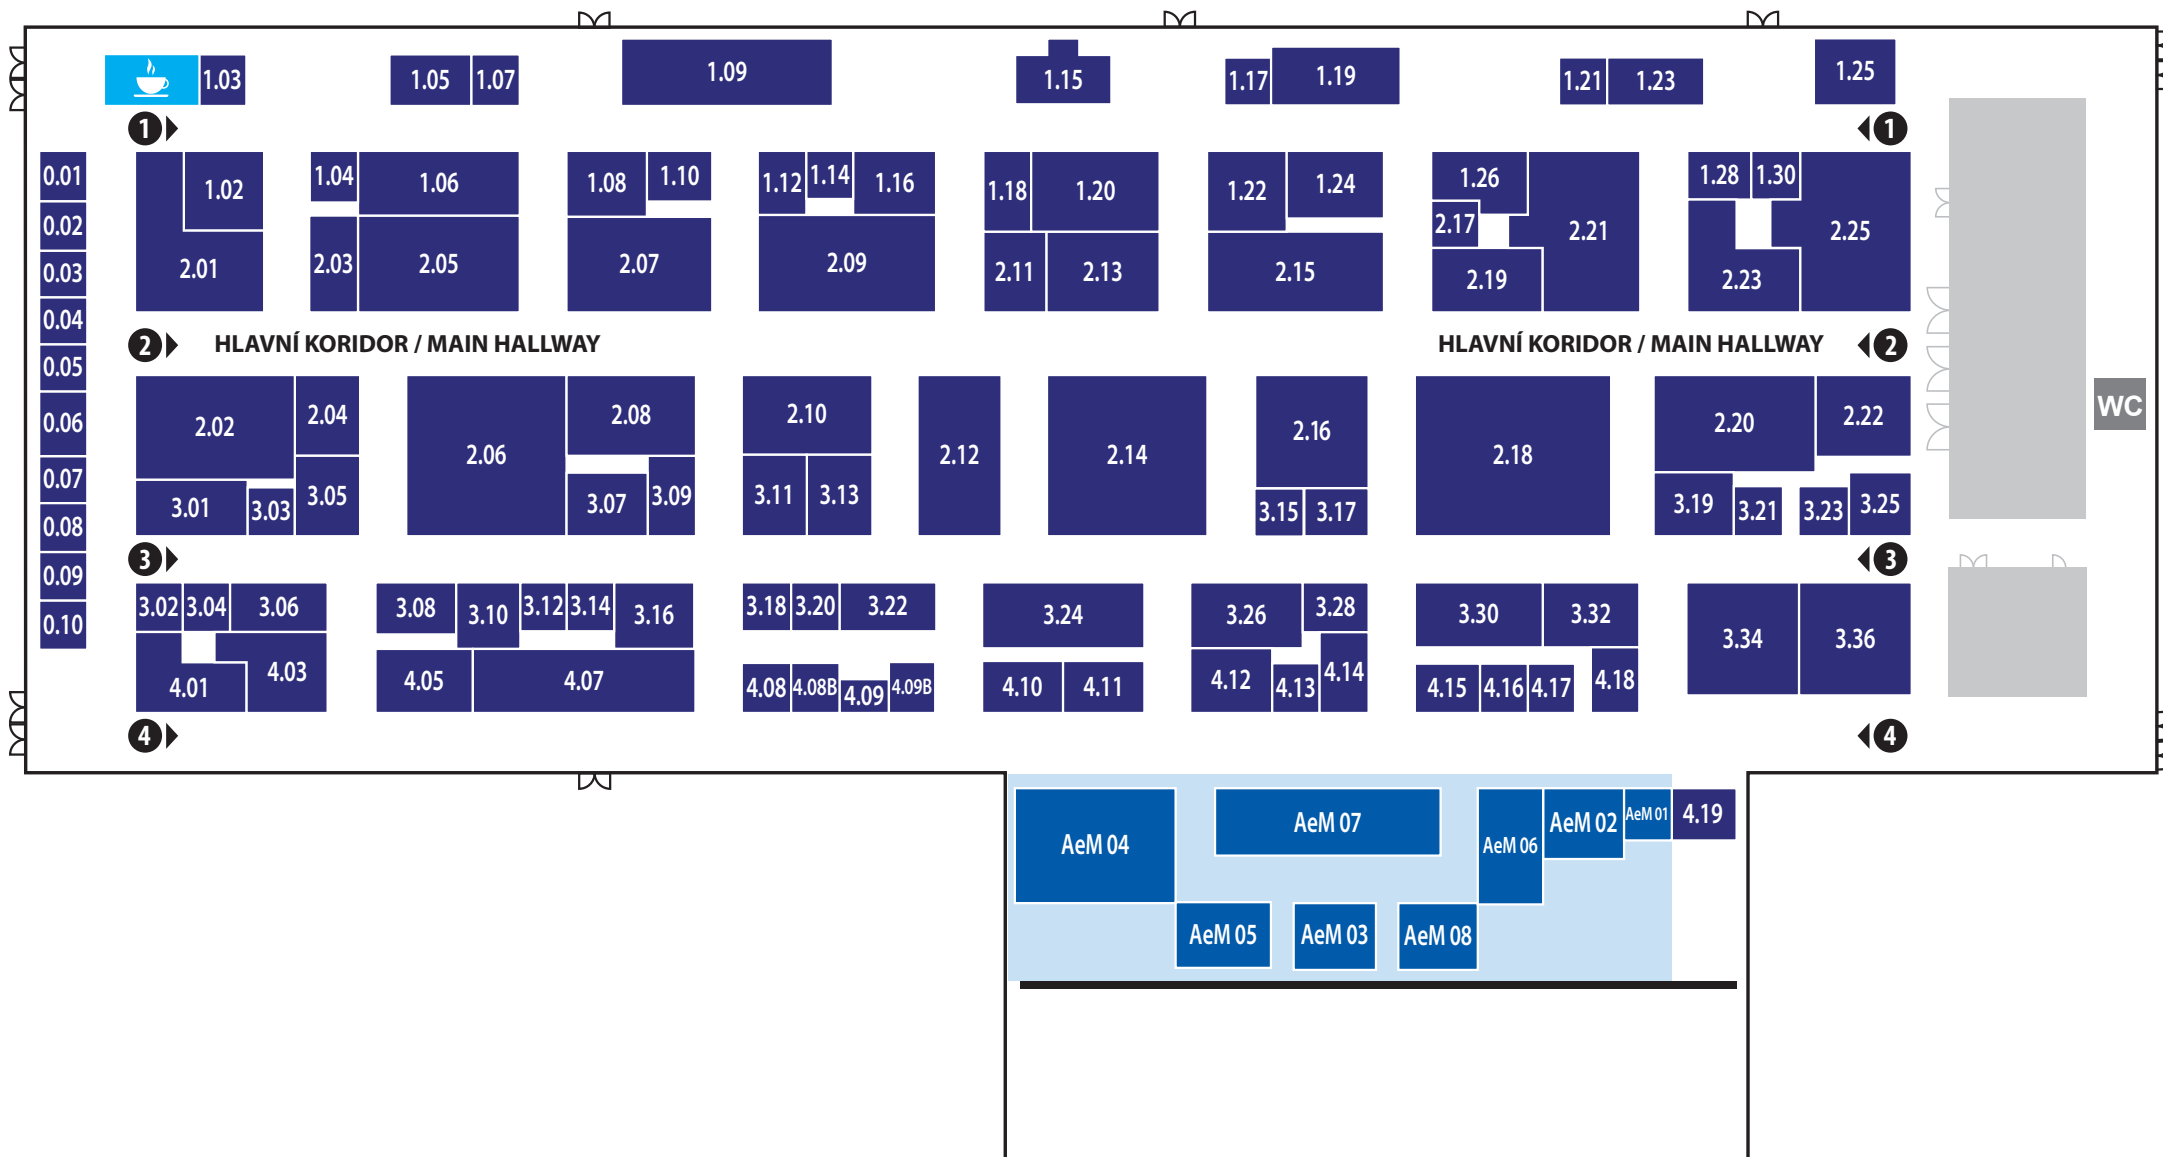 1.03 1.05 1.07 1.09 1.15 1.17 1.19 1.21 1.23 1.25
1 1
0.01 1.02 1.04 1.06 1.08 1.10 1.12 1.14 1.16 1.18 1.20 1.22 1.24 1.26 1.28 1.30
0.02 2.17 2.21 2.25
0.03 2.01 2.03 2.05 2.07 2.09 2.11 2.13 2.15 2.19 2.23
0.04
2 HLAVNÍ KORIDOR / MAIN HALLWAY HLAVNÍ KORIDOR / MAIN HALLWAY 2
0.05
0.06 2.02 2.04 2.06 2.08 2.10 2.12 2.14 2.16 2.18 2.20 2.22 WC
0.07
0.08 3.01 3.03 3.05 3.07 3.09 3.11 3.13 3.15 3.17 3.19 3.21 3.23 3.25
3 3
0.09
3.02 3.04 3.06 3.08 3.10 3.12 3.14 3.16 3.18 3.20 3.22 3.24 3.26 3.28 3.30 3.32 3.34 3.36
0.10
4.01 4.03 4.05 4.07 4.08 4.08B 4.09 4.09B 4.10 4.11 4.12 4.13 4.14 4.15 4.16 4.17 4.18
4 4
AeM 04 AeM 07 AeM 06 AeM 02 AeM 01 4.19
AeM 05 AeM 03 AeM 08